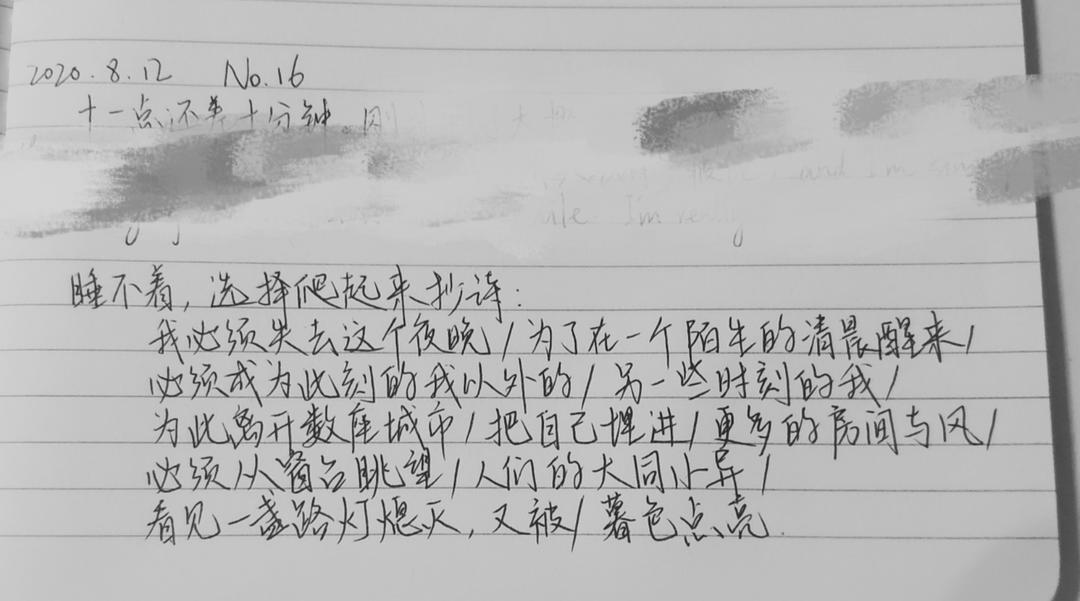 2020.8.12 No.16
十一点还差十分钟。刚
and I'm
I'm really
睡不着，选择爬起来抄诗：
我必须失去这个夜晚/为了在一个陌生的清晨醒来/
必须成为此刻的我以外的/另一些时刻的我/
为此离开数座城市/把自己埋进/更多的房间与风/
必须从窗台眺望/人们的大同小异/
看见一盏路灯熄灭，又被/暮色点亮.